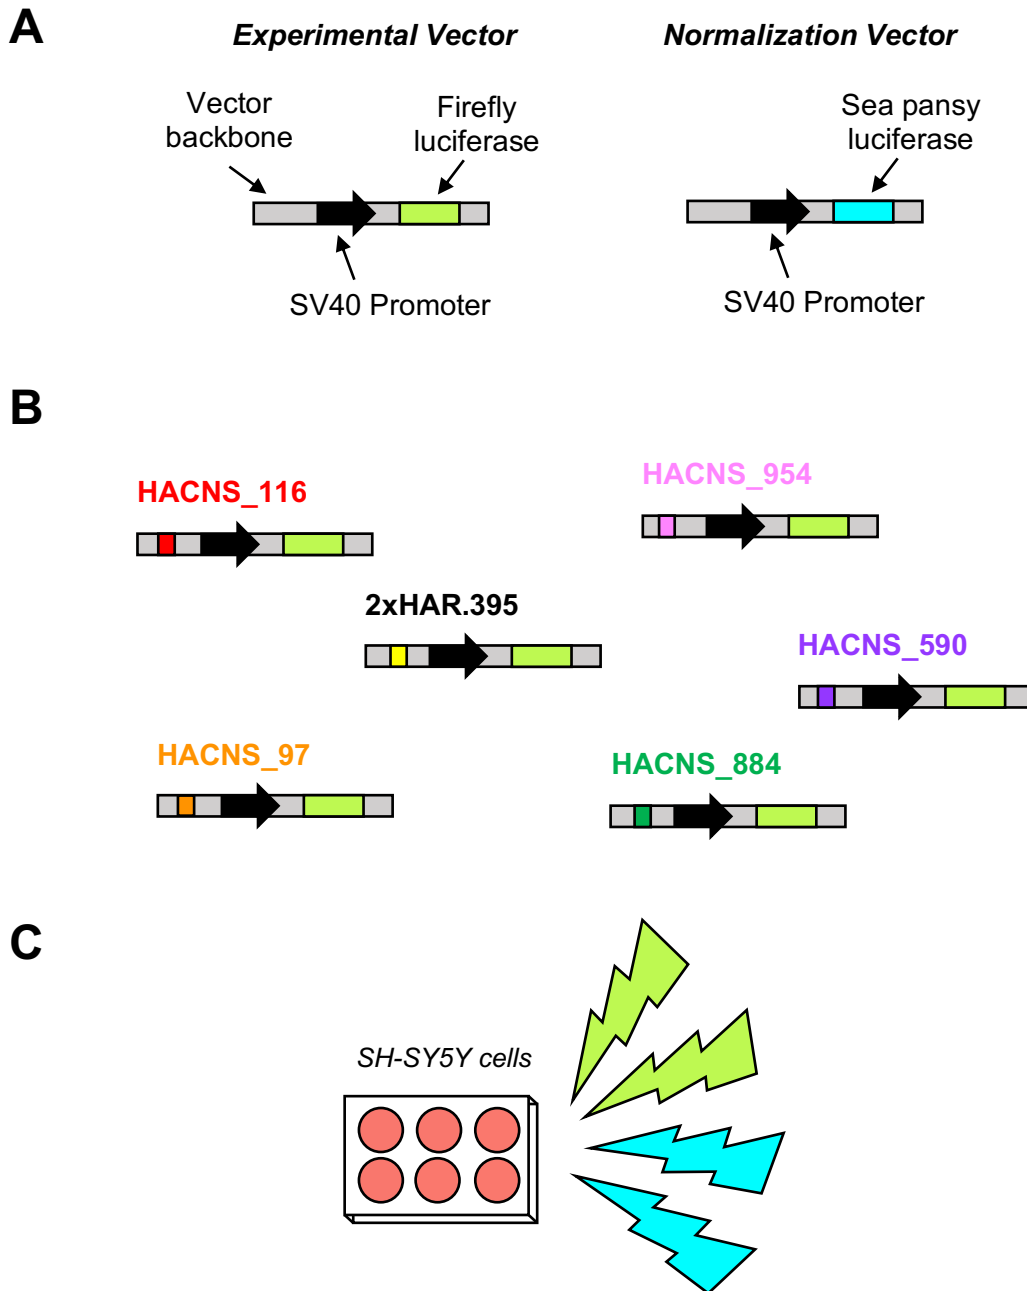 A
Experimental Vector
Normalization Vector
Vector
backbone
Firefly
luciferase
Sea pansy
luciferase
SV40 Promoter
SV40 Promoter
B
HACNS_116
HACNS_954
2xHAR.395
HACNS_590
HACNS_97
HACNS_884
C
SH-SY5Y cells